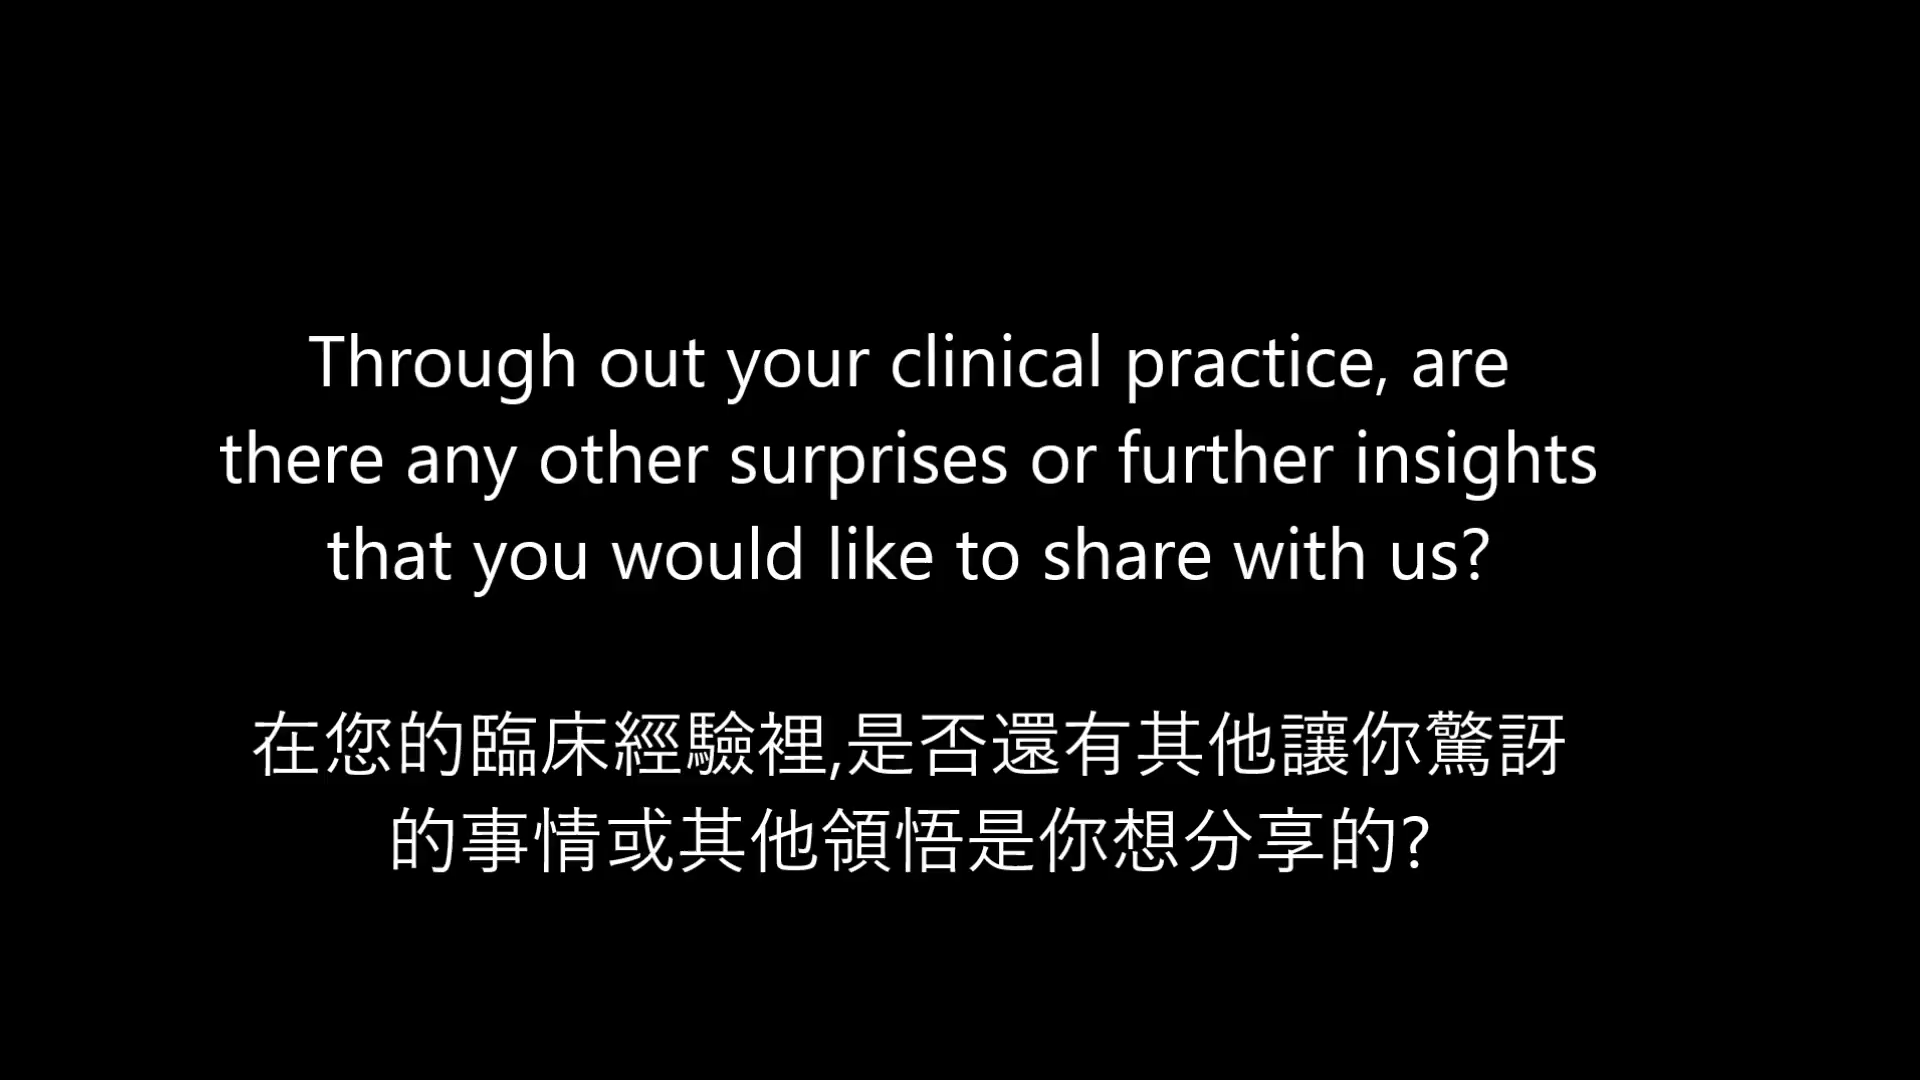 Through out your clinical practice, are
there any other surprises or further insights
that you would like to share with us?
在您的臨床經驗裡,是否還有其他讓你驚訝
的事情或其他領悟是你想分享的?